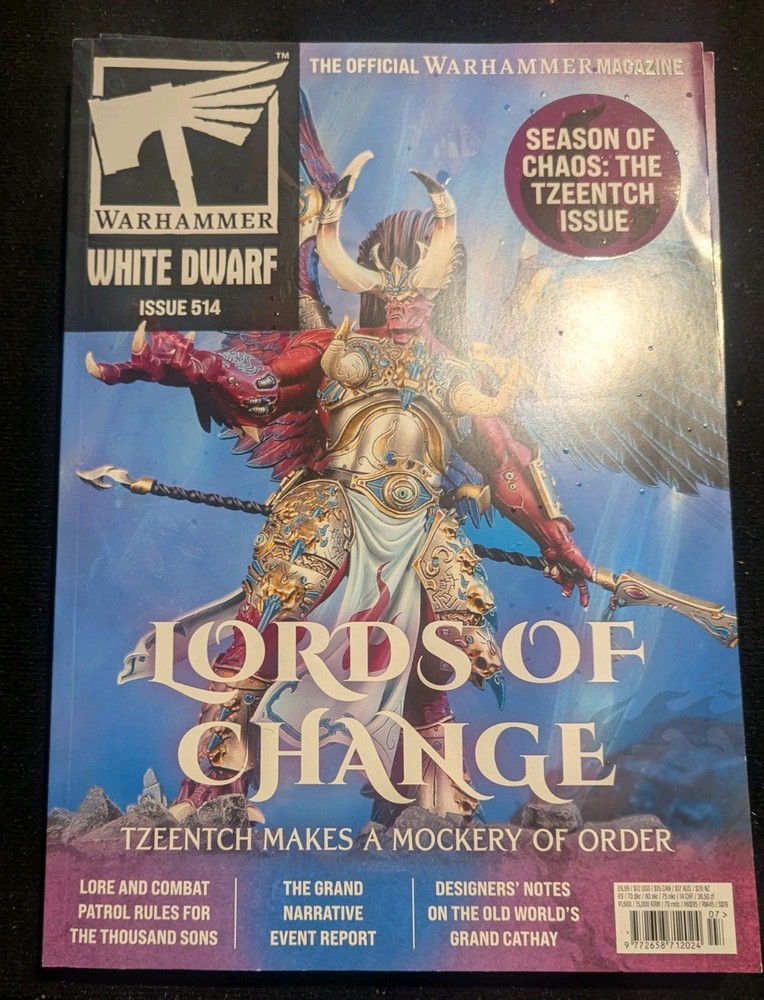 THE OFFICIAL WARHAMMER MAGAZINE
TM
WARHAMMER
WHITE DWARF
ISSUE 514
SEASON OF
CHAOS: THE
TZEENTCH
ISSUE
LORDS OF
CHANGE
TZEENTCH MAKES A MOCKERY OF ORDER
LORE AND COMBAT
PATROL RULES FOR
THE THOUSAND SONS
THE GRAND
NARRATIVE
EVENT REPORT
DESIGNERS' NOTES
ON THE OLD WORLD'S
GRAND CATHAY
07 >
9 772658 712024